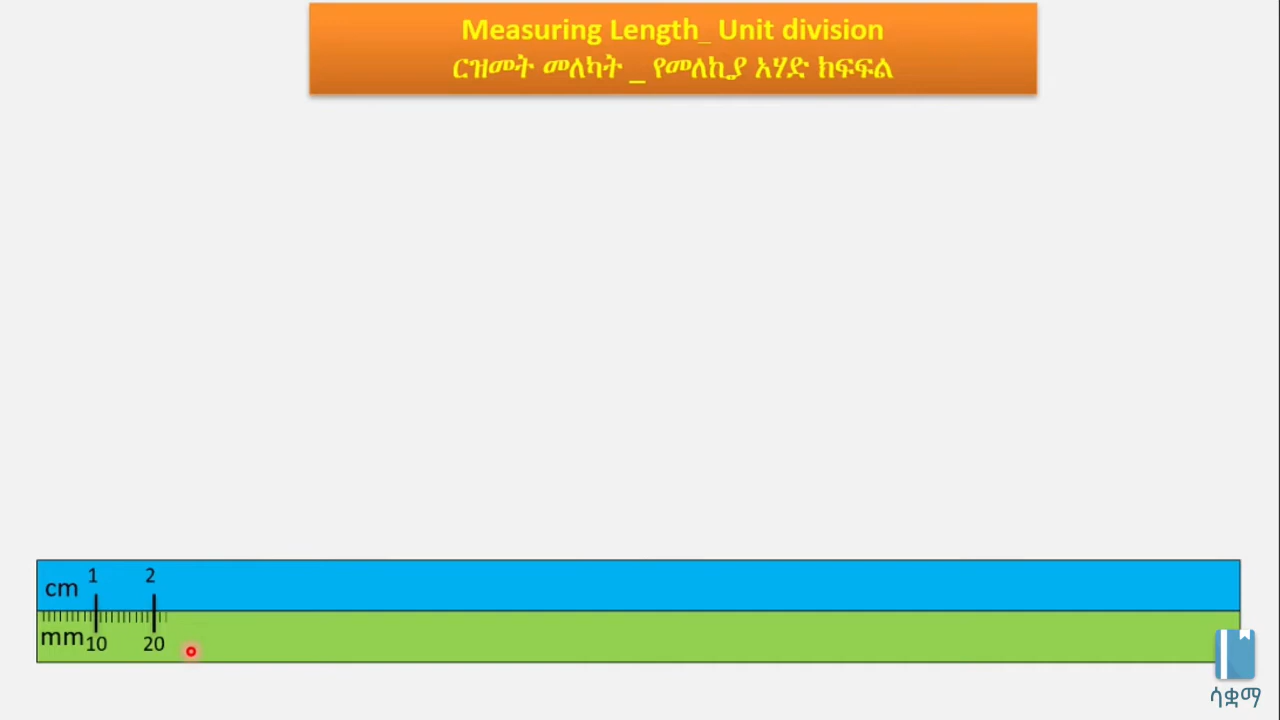 Measuring Length_ Unit division
ርዝመት መለካት _ የመለኪያ አሃድ ክፍፍል
1 2
cm
mm 10 20
ሳቋማ